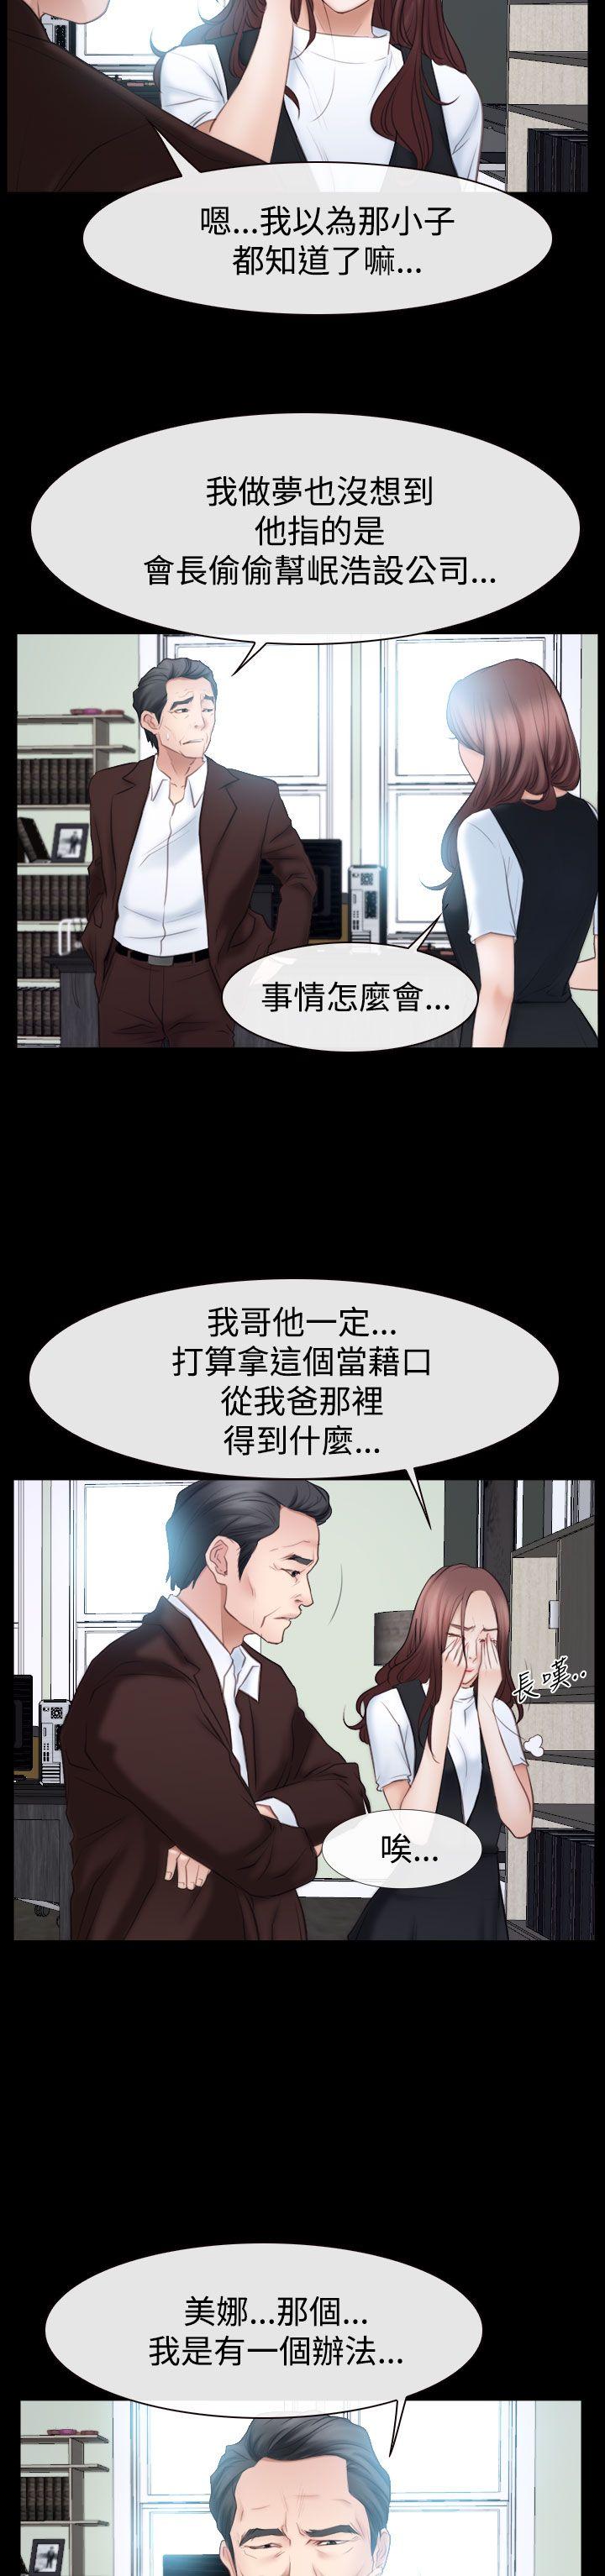 嗯...我以為那小子
都知道了嘛...
我做夢也沒想到
他指的是
會長偷偷幫岷浩設公司...
事情怎麼會...
我哥他一定...
打算拿這個當藉口
從我爸那裡
得到什麼...
長嘆..
唉...
美娜...那個...
我是有一個辦法...